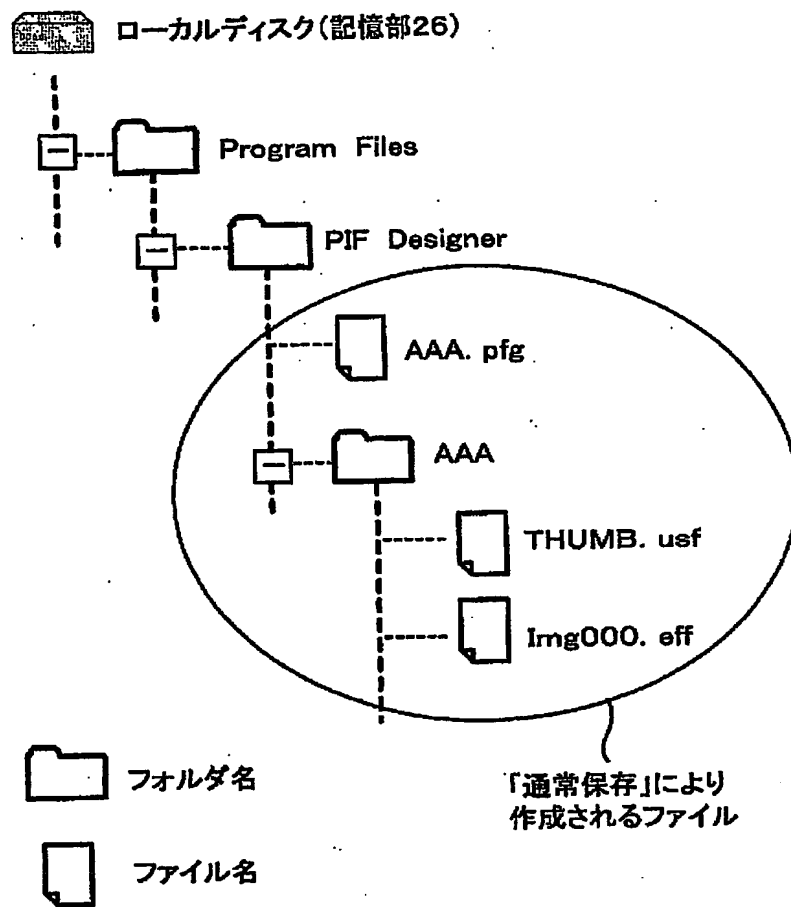 ローカルディスク(記憶部26)
Program Files
PIF Designer
AAA. pfg
AAA
THUMB. usf
Img000. eff
「通常保存」により
作成されるファイル
フォルダ名
ファイル名